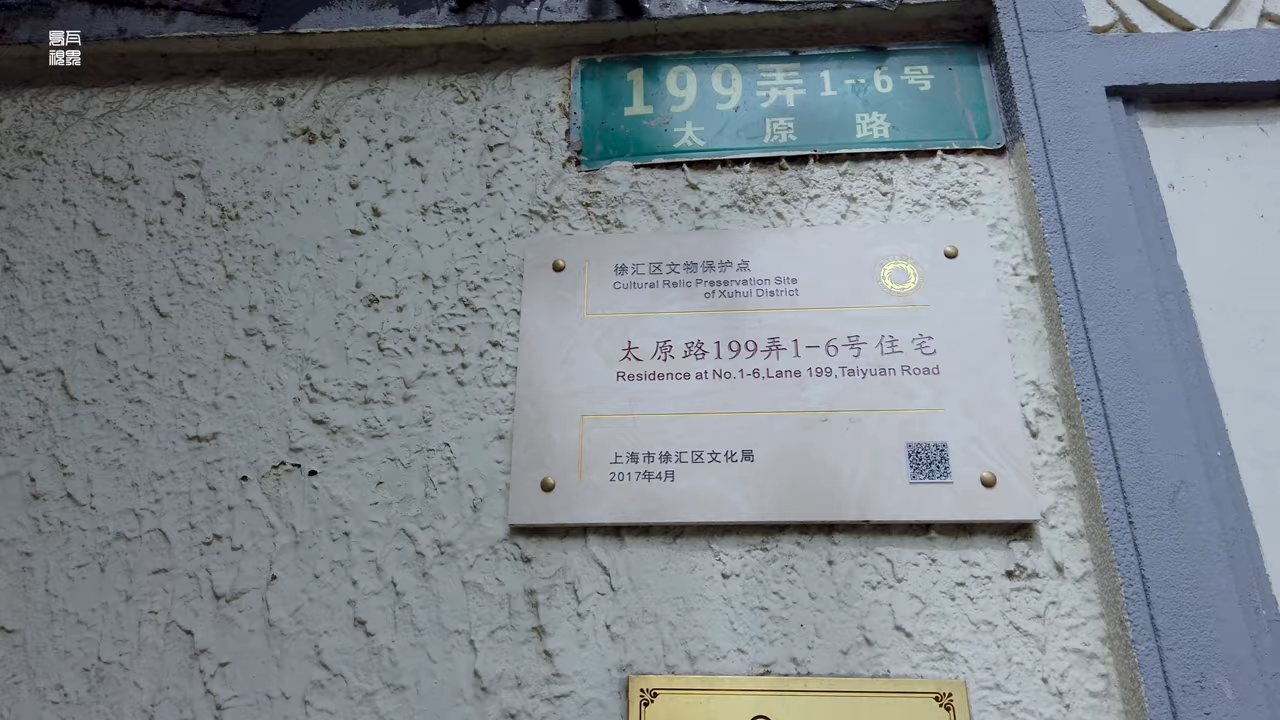 199弄1-6号
太原路
徐汇区文物保护点
Cultural Relic Preservation Site
of Xuhui District
太原路199弄1-6号住宅
Residence at No.1-6,Lane 199,Taiyuan Road
上海市徐汇区文化局
2017年4月